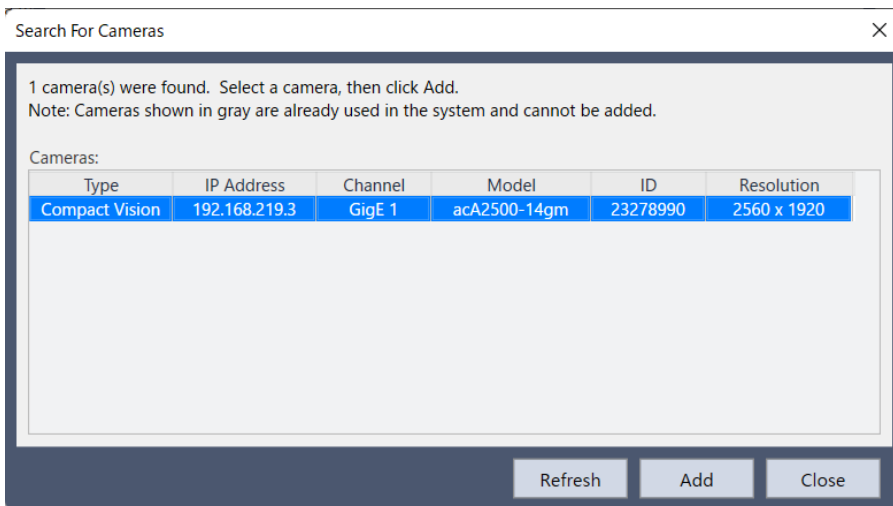 Search For Cameras
1 camera(s) were found.  Select a camera, then click Add.
Note: Cameras shown in gray are already used in the system and cannot be added.
Cameras:
Type IP Address Channel Model ID Resolution
Compact Vision 192.168.219.3 GigE 1 acA2500-14gm 23278990 2560 x 1920
Refresh Add Close